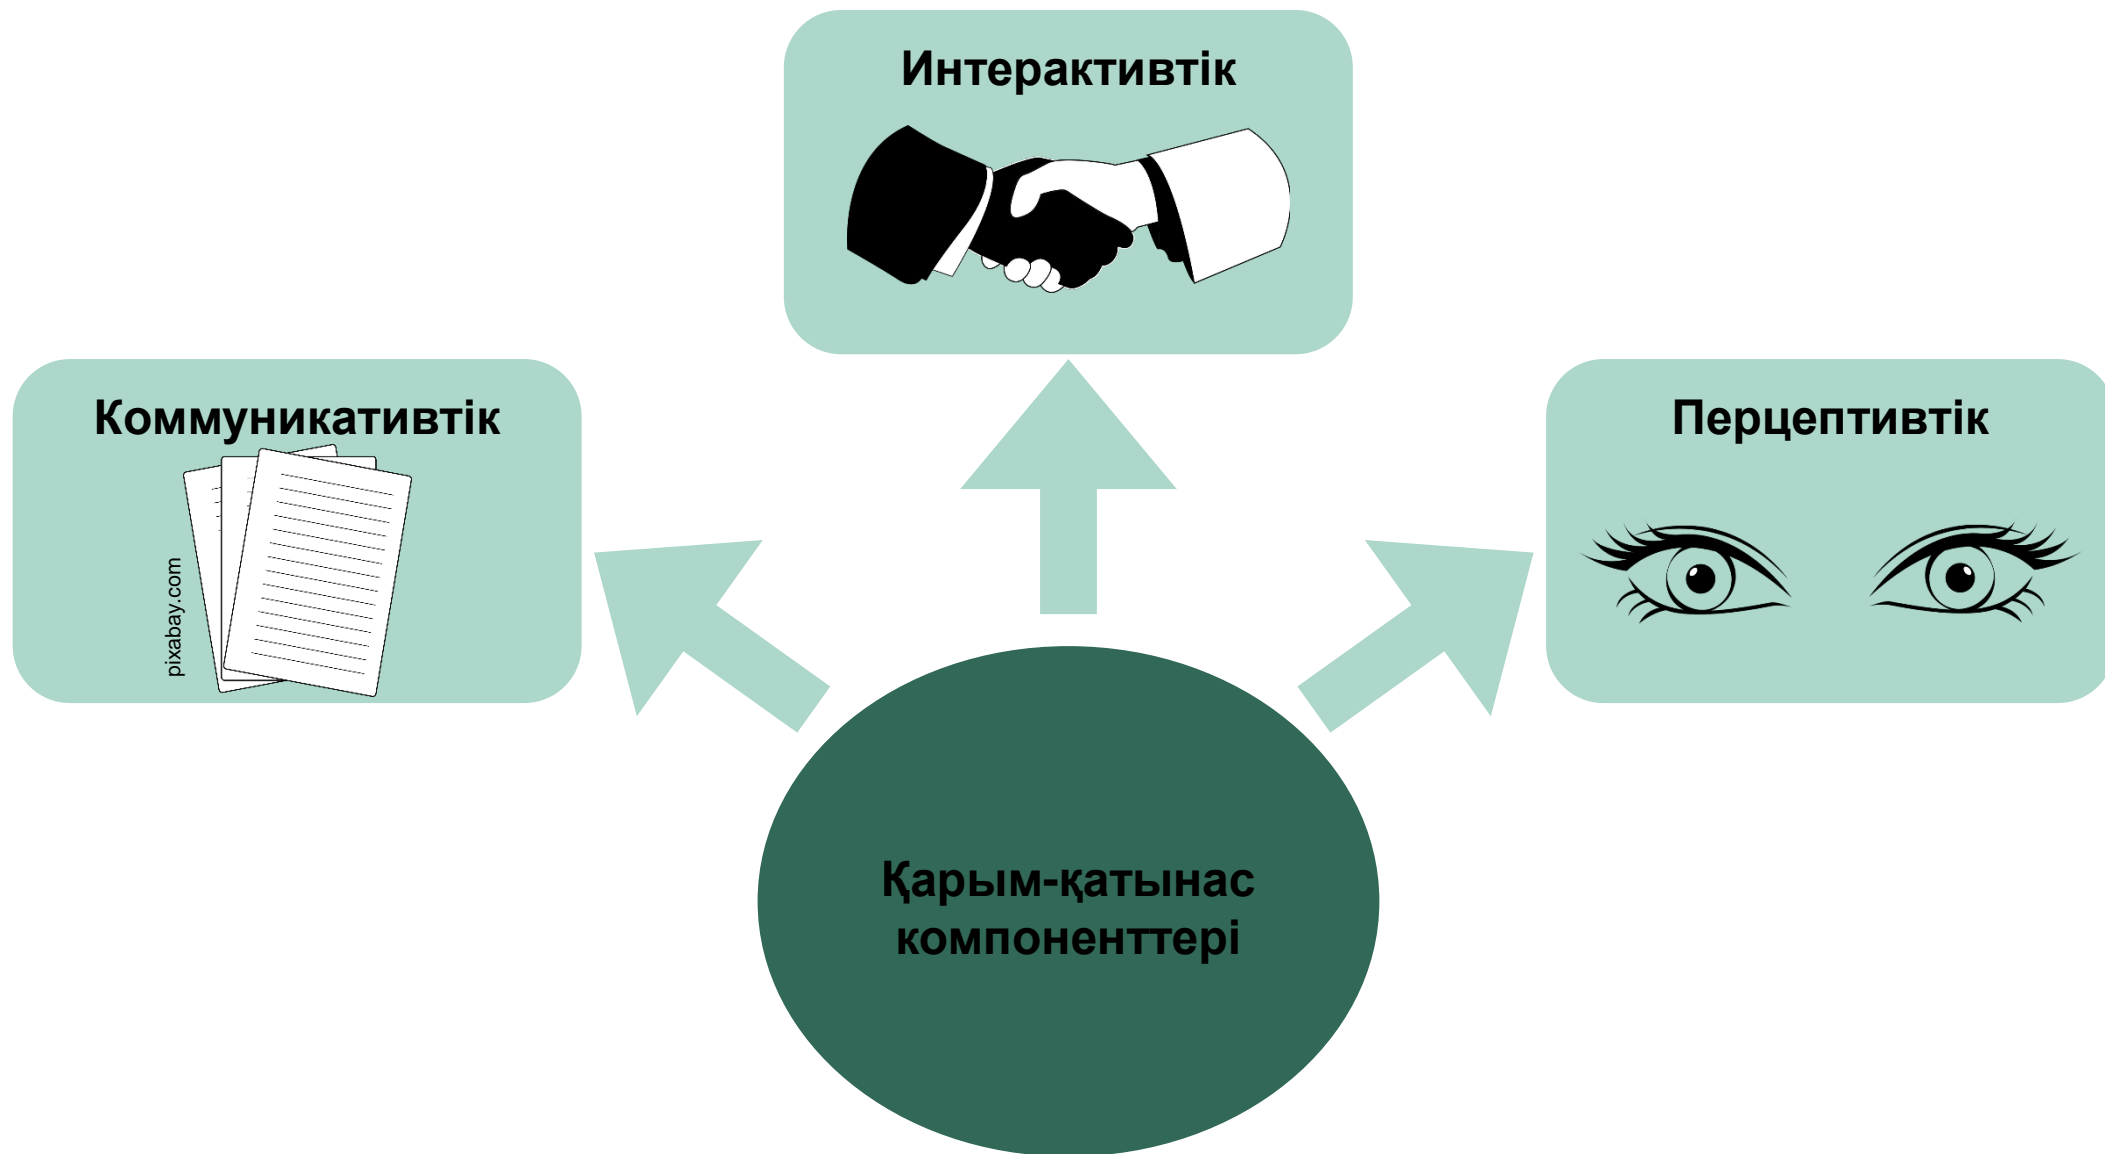 Интерактивтік
Коммуникативтік
Перцептивтік
pixabay.com
Қарым-қатынас
компоненттері